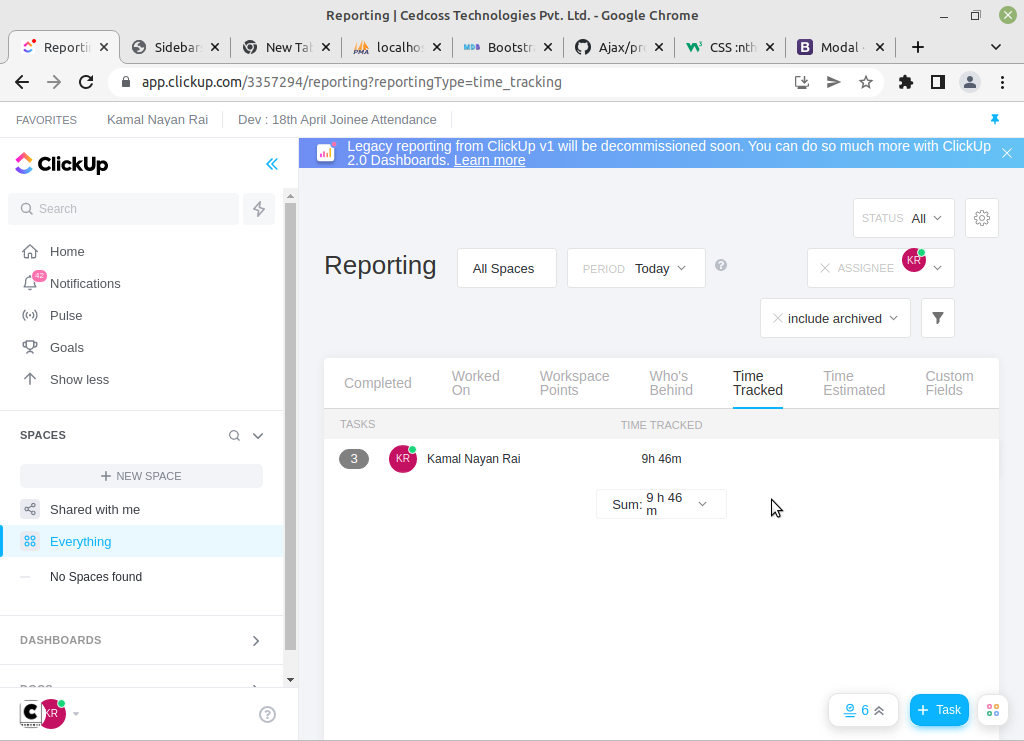 Reporting | Cedcoss Technologies Pvt. Ltd. - Google Chrome
Reporti
Sidebar
New Ta
localho
Bootstr
Ajax/pr
CSS :nth
Modal
app.clickup.com/3357294/reporting?reportingType=time_tracking
FAVORITES
Kamal Nayan Rai
Dev : 18th April Joinee Attendance
ClickUp
Legacy reporting from ClickUp v1 will be decommissioned soon. You can do so much more with ClickUp
2.0 Dashboards. Learn more
Search
STATUS All
Home
42
Notifications
Pulse
Goals
Show less
Reporting
All Spaces
PERIOD Today
ASSIGNEE KR
include archived
SPACES
+ NEW SPACE
Shared with me
Everything
No Spaces found
DASHBOARDS
DOCS
KR
Completed
Worked
On
Workspace
Points
Who's
Behind
Time
Tracked
Time
Estimated
Custom
Fields
TASKS
TIME TRACKED
3
KR
Kamal Nayan Rai
9h 46m
Sum: 9 h 46
m
6
+ Task